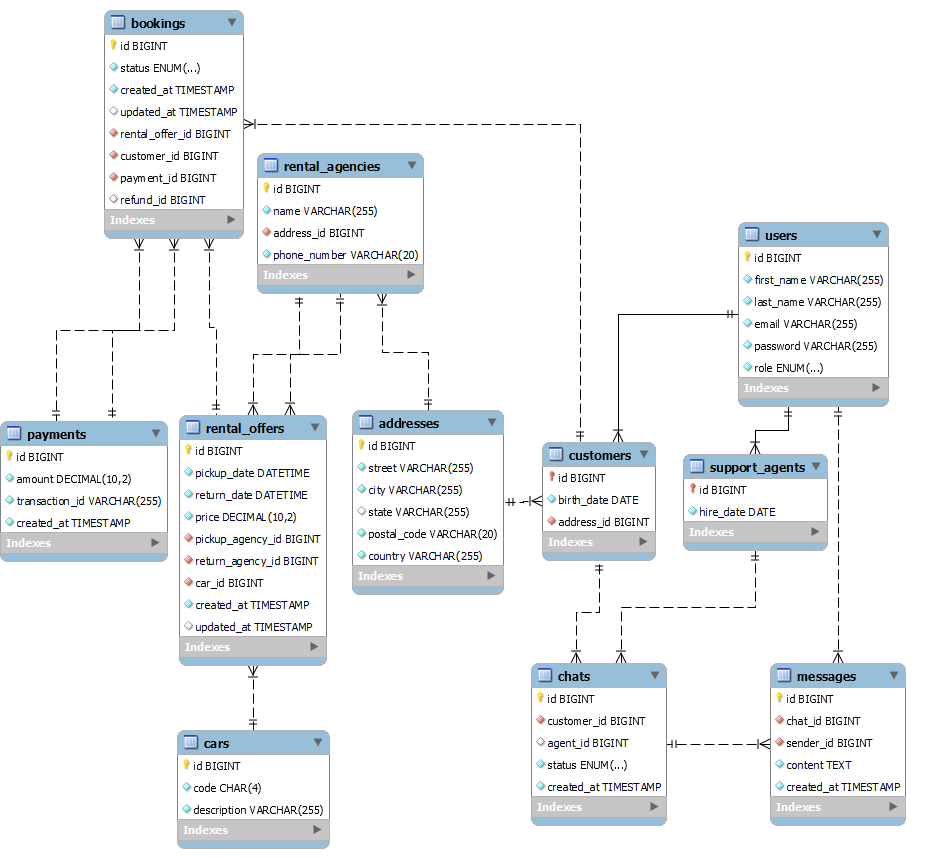 bookings
id BIGINT
status ENUM(...)
created_at TIMESTAMP
updated_at TIMESTAMP
rental_offer_id BIGINT
customer_id BIGINT
payment_id BIGINT
refund_id BIGINT
Indexes
rental_agencies
id BIGINT
name VARCHAR(255)
address_id BIGINT
phone_number VARCHAR(20)
Indexes
users
id BIGINT
first_name VARCHAR(255)
last_name VARCHAR(255)
email VARCHAR(255)
password VARCHAR(255)
role ENUM(...)
Indexes
payments
id BIGINT
amount DECIMAL(10,2)
transaction_id VARCHAR(255)
created_at TIMESTAMP
Indexes
rental_offers
id BIGINT
pickup_date DATETIME
return_date DATETIME
price DECIMAL(10,2)
pickup_agency_id BIGINT
return_agency_id BIGINT
car_id BIGINT
created_at TIMESTAMP
updated_at TIMESTAMP
Indexes
addresses
id BIGINT
street VARCHAR(255)
city VARCHAR(255)
state VARCHAR(255)
postal_code VARCHAR(20)
country VARCHAR(255)
Indexes
customers
id BIGINT
birth_date DATE
address_id BIGINT
Indexes
support_agents
id BIGINT
hire_date DATE
Indexes
cars
id BIGINT
code CHAR(4)
description VARCHAR(255)
Indexes
chats
id BIGINT
customer_id BIGINT
agent_id BIGINT
status ENUM(...)
created_at TIMESTAMP
Indexes
messages
id BIGINT
chat_id BIGINT
sender_id BIGINT
content TEXT
created_at TIMESTAMP
Indexes